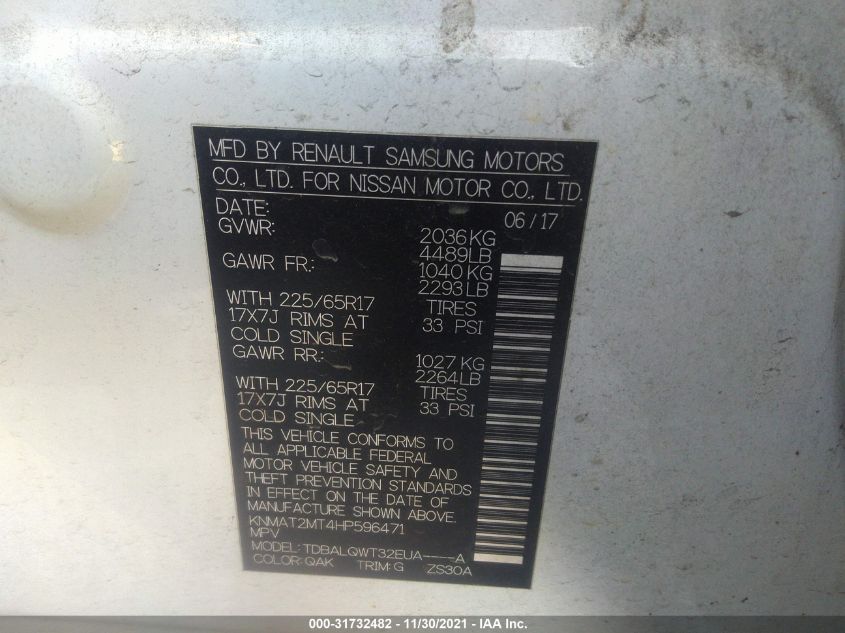 MFD BY RENAULT SAMSUNG MOTORS
CO., LTD. FOR NISSAN MOTOR CO., LTD.
DATE: 06/17
GVWR: 2036KG
4489LB
GAWR FR.: 1040KG
2293LB
WITH 225/65R17 TIRES
17X7J RIMS AT 33 PSI
COLD SINGLE
GAWR RR.: 1027KG
2264LB
WITH 225/65R17 TIRES
17X7J RIMS AT 33 PSI
COLD SINGLE
THIS VEHICLE CONFORMS TO
ALL APPLICABLE FEDERAL
MOTOR VEHICLE SAFETY AND
THEFT PREVENTION STANDARDS
IN EFFECT ON THE DATE OF
MANUFACTURE SHOWN ABOVE.
KNMAT2MT4HP596471
MPV
MODEL: TDBALQWT32EUA----A
COLOR: QAK TRIM: G ZS30A
000-31732482 - 11/30/2021 - IAA Inc.